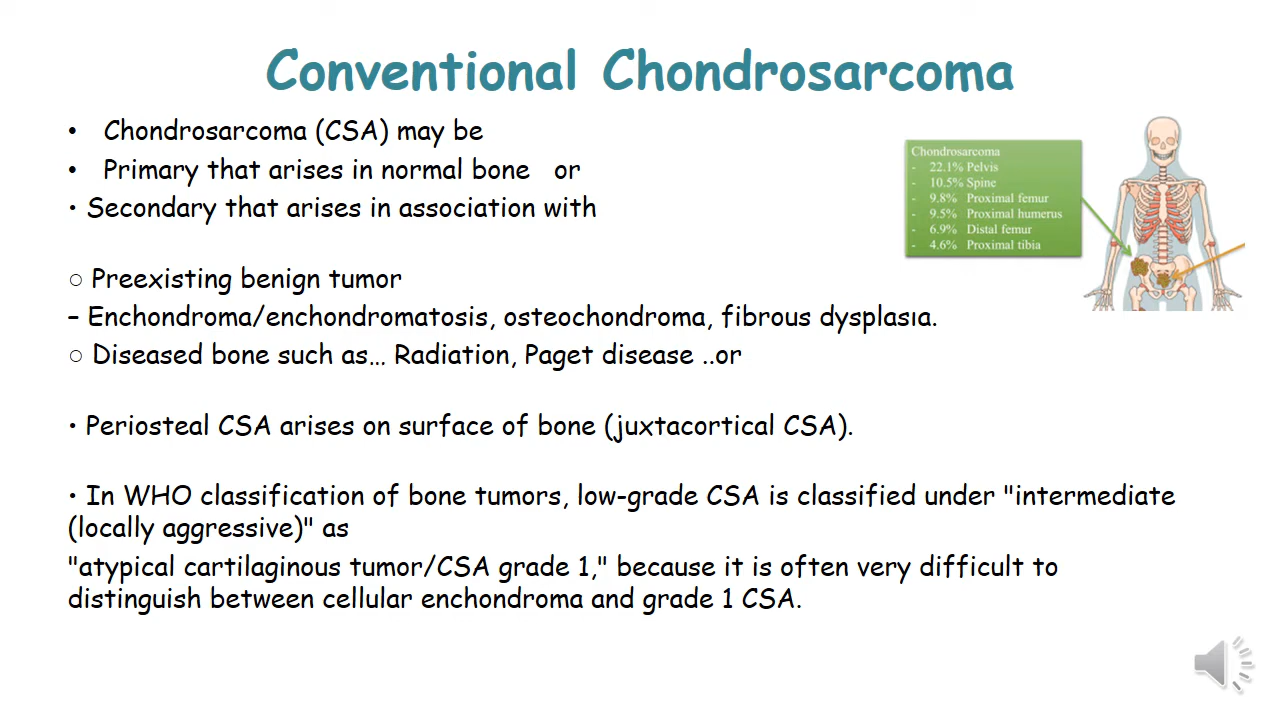 Conventional Chondrosarcoma
• Chondrosarcoma (CSA) may be
• Primary that arises in normal bone or
• Secondary that arises in association with
○ Preexisting benign tumor
– Enchondroma/enchondromatosis, osteochondroma, fibrous dysplasıa.
○ Diseased bone such as... Radiation, Paget disease ..or
• Periosteal CSA arises on surface of bone (juxtacortical CSA).
• In WHO classification of bone tumors, low-grade CSA is classified under "intermediate
(locally aggressive)" as
"atypical cartilaginous tumor/CSA grade 1," because it is often very difficult to
distinguish between cellular enchondroma and grade 1 CSA.
Chondrosarcoma
- 22.1% Pelvis
- 10.5% Spine
- 9.8% Proximal femur
- 9.5% Proximal humerus
- 6.9% Distal femur
- 4.6% Proximal tibia